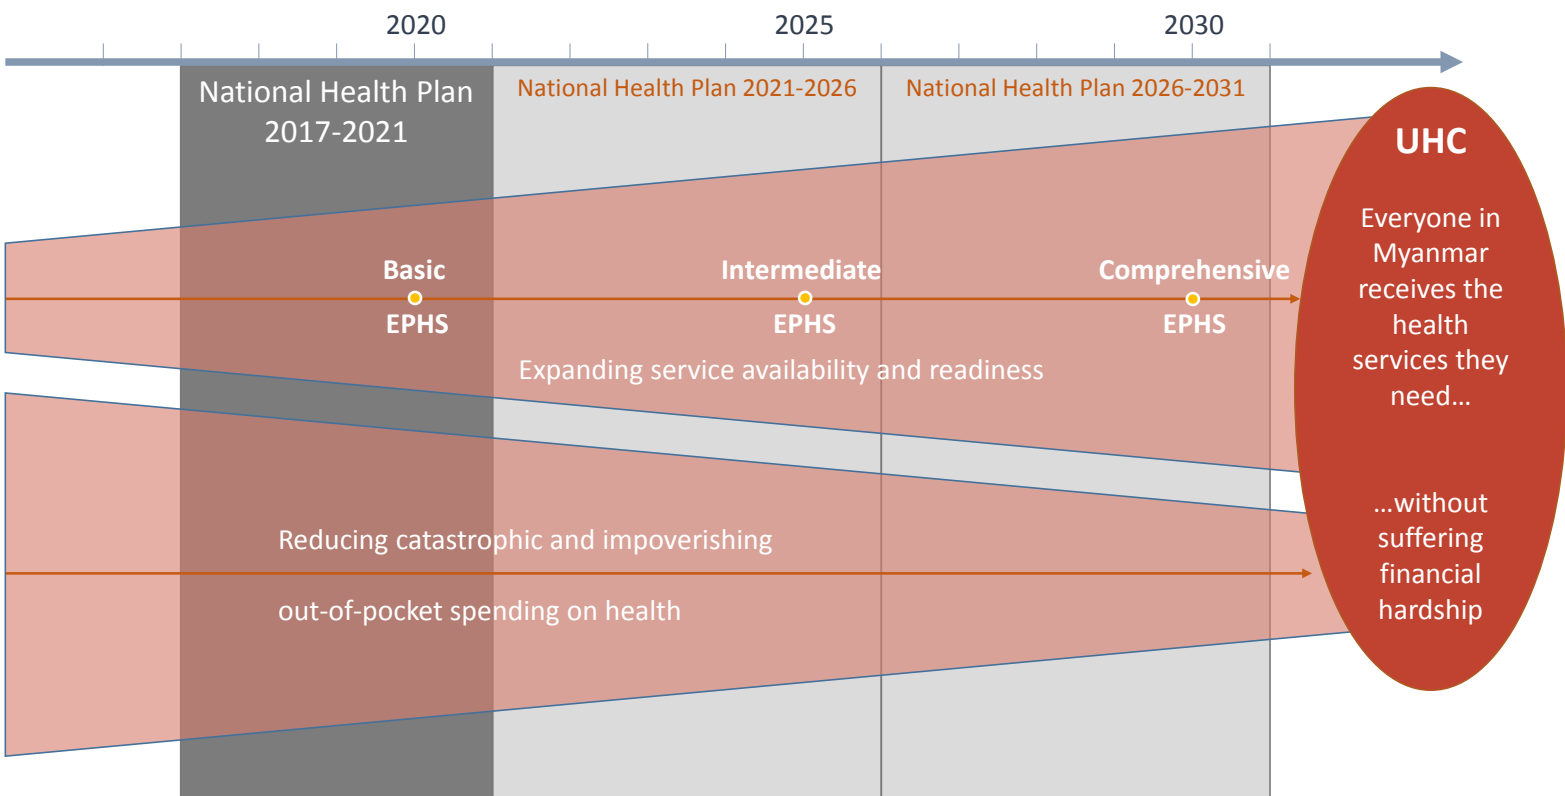 2020
2025
2030
National Health Plan
2017-2021
National Health Plan 2021-2026
National Health Plan 2026-2031
Basic
EPHS
Intermediate
EPHS
Comprehensive
EPHS
Expanding service availability and readiness
Reducing catastrophic and impoverishing
out-of-pocket spending on health
UHC
Everyone in
Myanmar
receives the
health
services they
need...
...without
suffering
financial
hardship